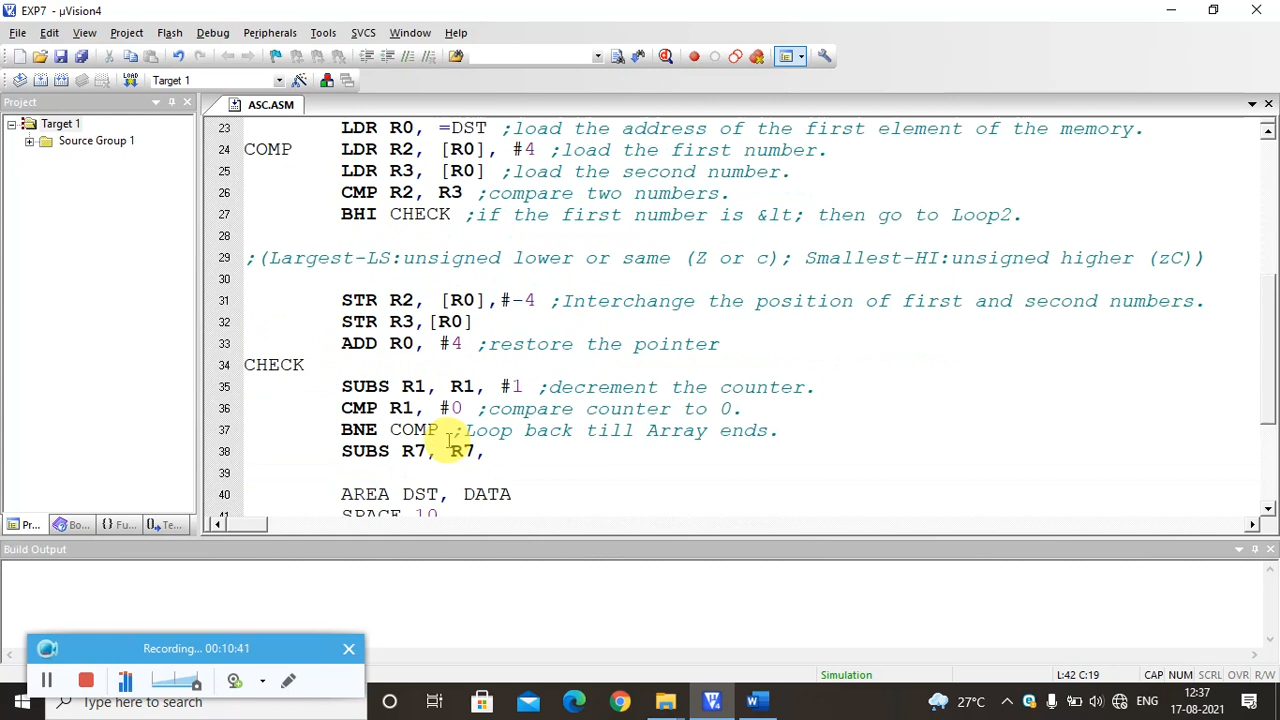 EXP7 - µVision4
File Edit View Project Flash Debug Peripherals Tools SVCS Window Help
Target 1
Project
ASC.ASM
Target 1
Source Group 1
23 LDR R0, =DST ;load the address of the first element of the memory.
24 COMP LDR R2, [R0], #4 ;load the first number.
25 LDR R3, [R0] ;load the second number.
26 CMP R2, R3 ;compare two numbers.
27 BHI CHECK ;if the first number is &lt; then go to Loop2.
28
29 ;(Largest-LS:unsigned lower or same (Z or c); Smallest-HI:unsigned higher (zC))
30
31 STR R2, [R0],#-4 ;Interchange the position of first and second numbers.
32 STR R3,[R0]
33 ADD R0, #4 ;restore the pointer
34 CHECK
35 SUBS R1, R1, #1 ;decrement the counter.
36 CMP R1, #0 ;compare counter to 0.
37 BNE COMP ;Loop back till Array ends.
38 SUBS R7, R7,
39
40 AREA DST, DATA
41 SPACE 10
Pr... Bo... {} Fu... Te...
Build Output
Recording... 00:10:41
Simulation L:42 C:19 CAP NUM SCRL OVR R/W
Type here to search
27°C ENG 12:37 17-08-2021